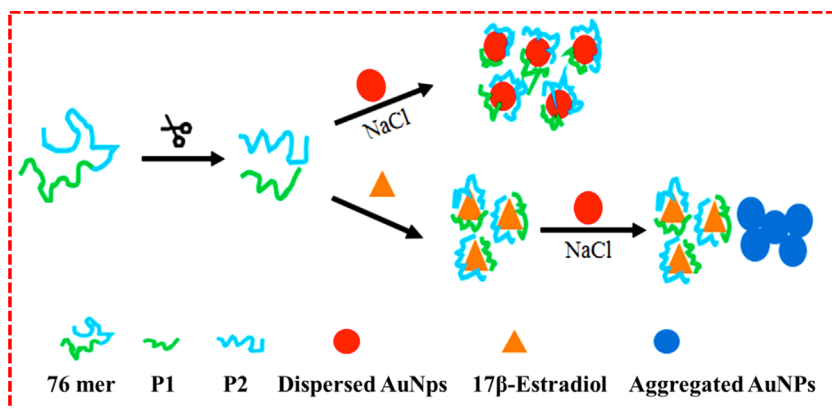 NaCl
NaCl
76 mer P1 P2 Dispersed AuNps 17β-Estradiol Aggregated AuNPs